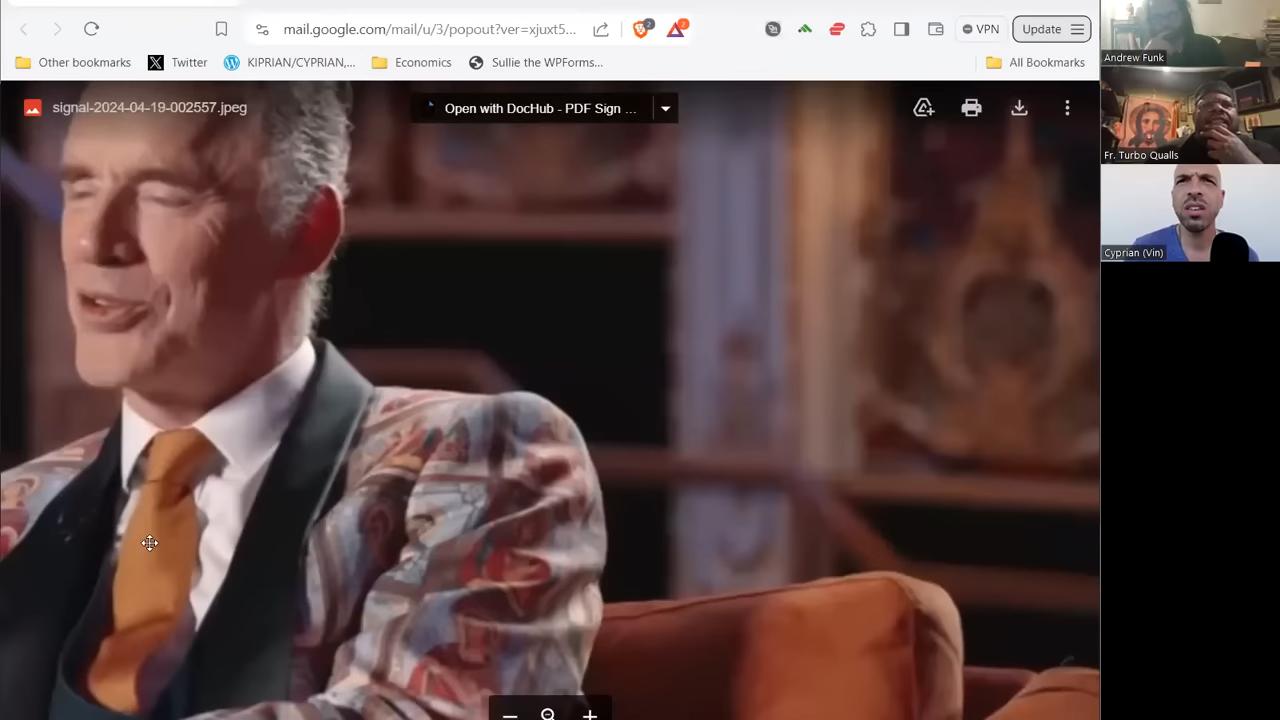 mail.google.com/mail/u/3/popout?ver=xjuxt5...
2
2
VPN
Update
Other bookmarks
Twitter
KIPRIAN/CYPRIAN,...
Sullie the WPForms...
All Bookmarks
signal-2024-04-19-002557.jpeg
Open with DocHub - PDF Sign ...
Andrew Funk
Fr. Turbo Qualls
Cyprian (Vin)